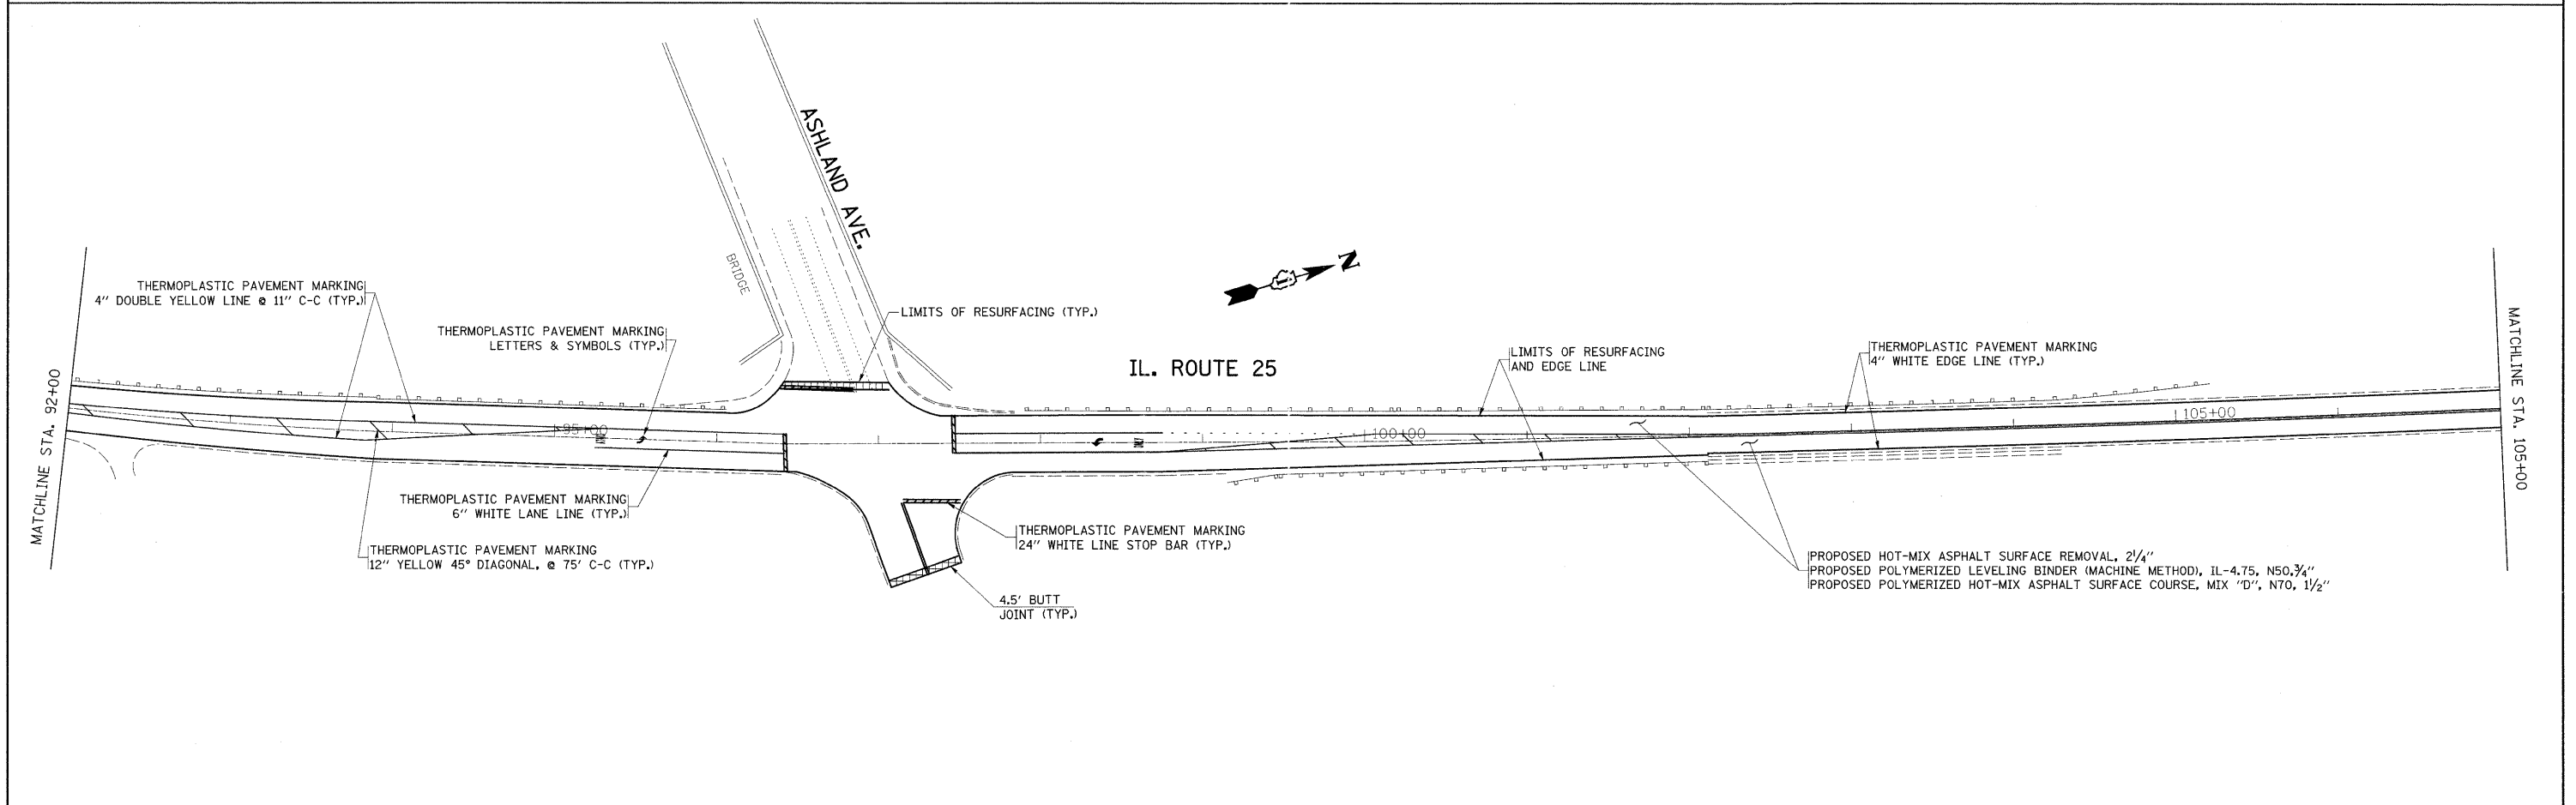 ASHLAND AVE.
BRIDGE
N
THERMOPLASTIC PAVEMENT MARKING
4" DOUBLE YELLOW LINE @ 11" C-C (TYP.)
THERMOPLASTIC PAVEMENT MARKING
LETTERS & SYMBOLS (TYP.)
LIMITS OF RESURFACING (TYP.)
IL. ROUTE 25
LIMITS OF RESURFACING
AND EDGE LINE
THERMOPLASTIC PAVEMENT MARKING
4" WHITE EDGE LINE (TYP.)
MATCHLINE STA. 92+00
MATCHLINE STA. 105+00
95+00
100+00
105+00
THERMOPLASTIC PAVEMENT MARKING
6" WHITE LANE LINE (TYP.)
THERMOPLASTIC PAVEMENT MARKING
12" YELLOW 45° DIAGONAL, @ 75' C-C (TYP.)
THERMOPLASTIC PAVEMENT MARKING
24" WHITE LINE STOP BAR (TYP.)
4.5' BUTT
JOINT (TYP.)
PROPOSED HOT-MIX ASPHALT SURFACE REMOVAL, 2 1/4"
PROPOSED POLYMERIZED LEVELING BINDER (MACHINE METHOD), IL-4.75, N50, 3/4"
PROPOSED POLYMERIZED HOT-MIX ASPHALT SURFACE COURSE, MIX "D", N70, 1 1/2"